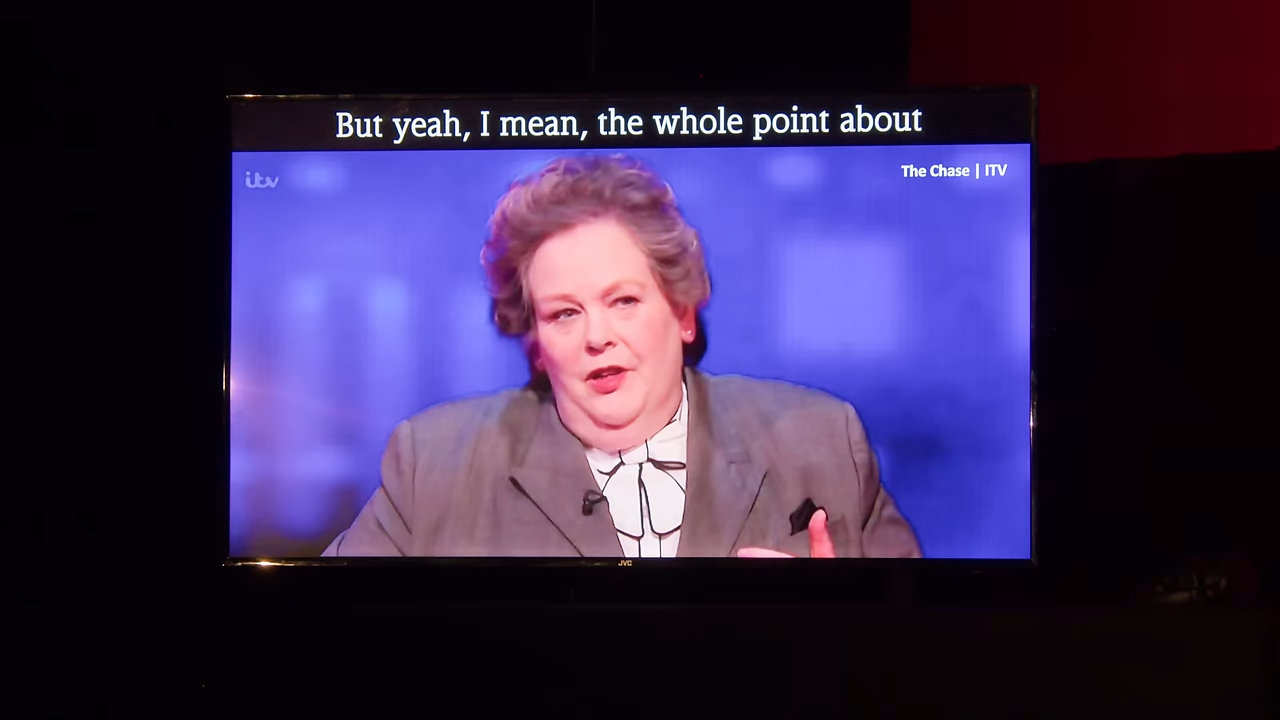 But yeah, I mean, the whole point about
itv
The Chase | ITV
JVC